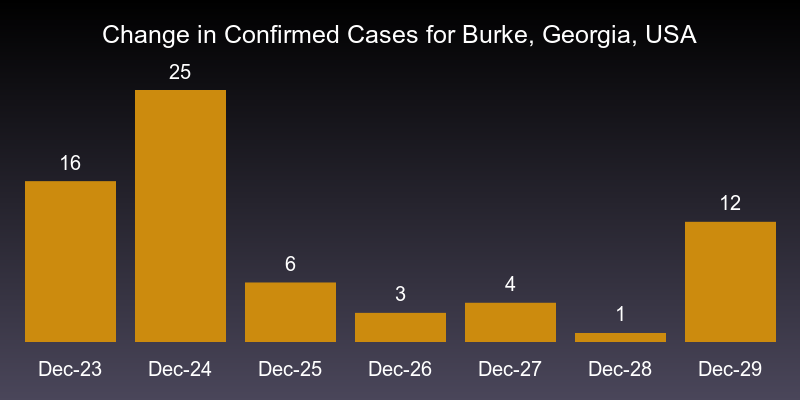 Change in Confirmed Cases for Burke, Georgia, USA
16
25
6
3
4
1
12
Dec-23
Dec-24
Dec-25
Dec-26
Dec-27
Dec-28
Dec-29